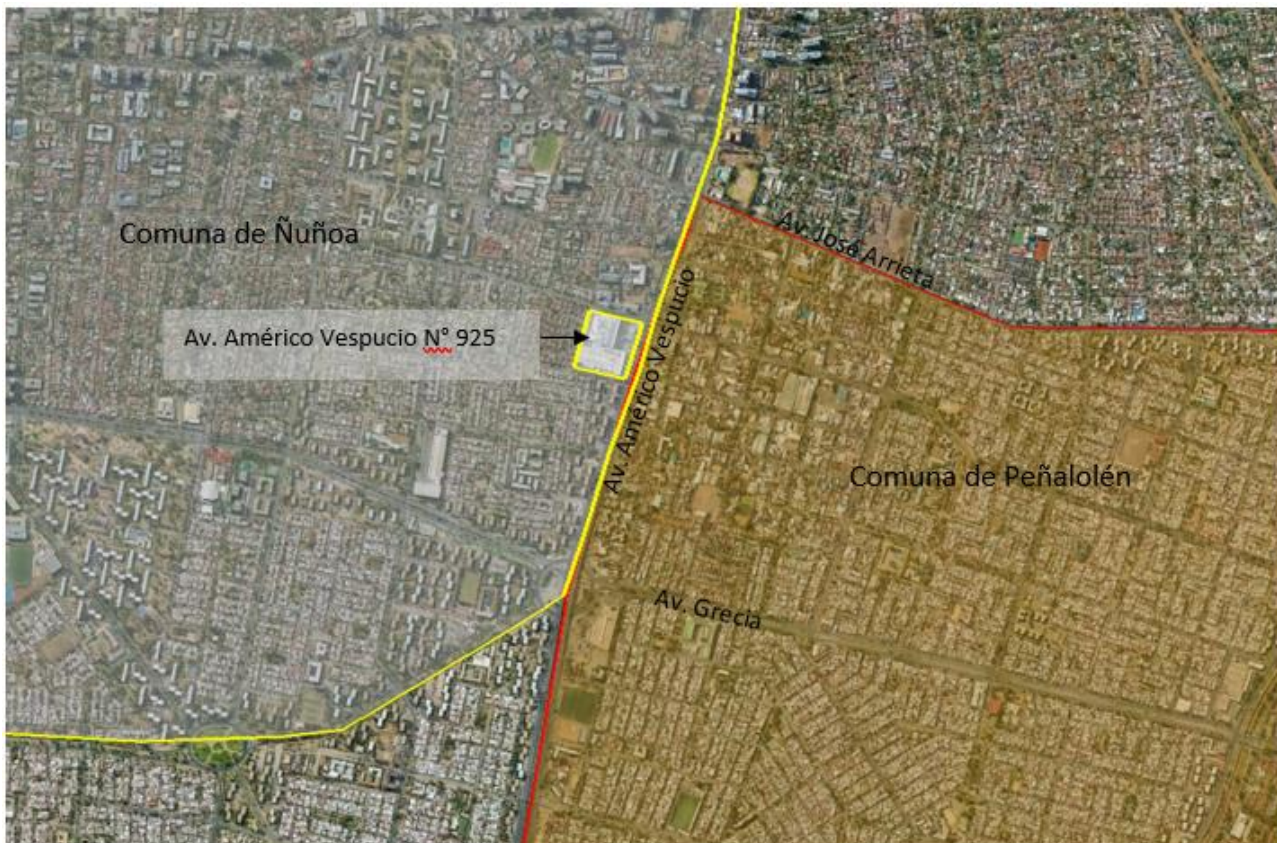 Comuna de Ñuñoa
Av. José Arrieta
Av. Américo Vespucio N° 925
Av. Américo Vespucio
Comuna de Peñalolén
Av. Grecia